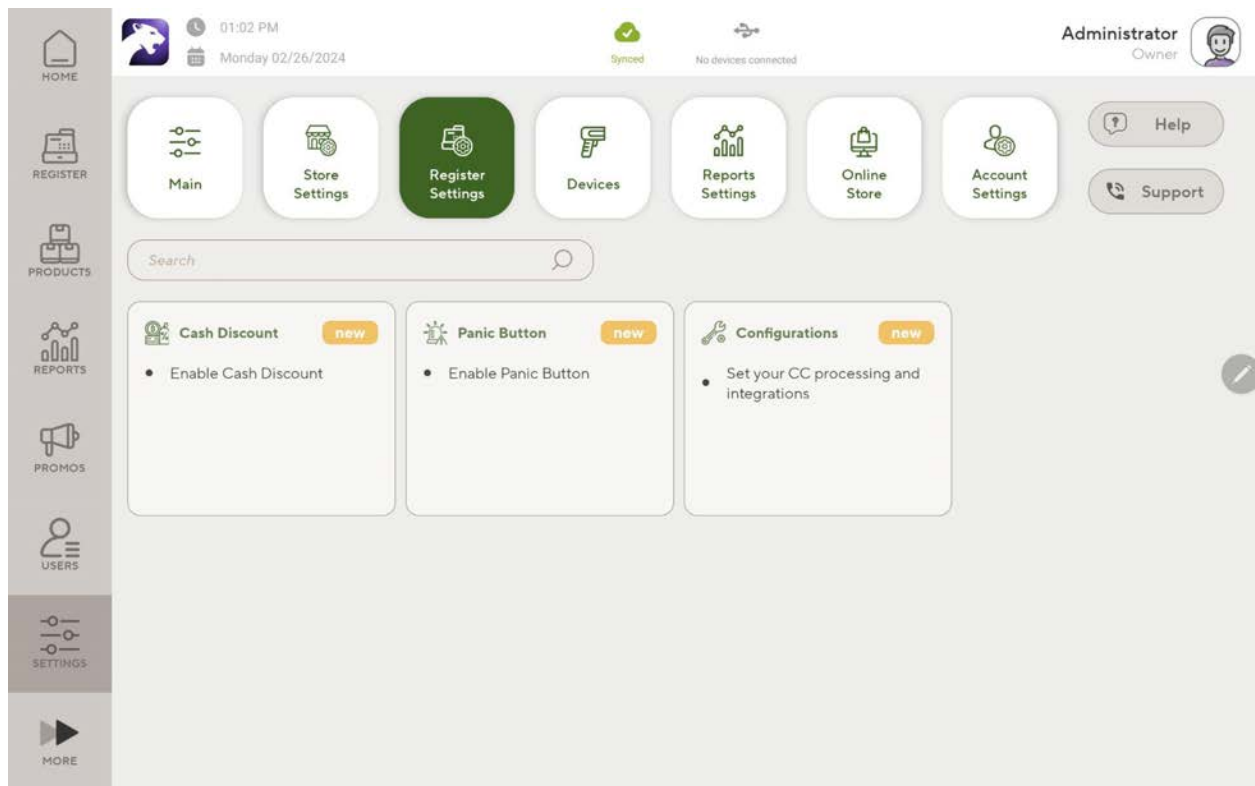 01:02 PM
Monday 02/26/2024
Synced
No devices connected
Administrator
Owner
HOME
REGISTER
PRODUCTS
REPORTS
PROMOS
USERS
SETTINGS
MORE
Main
Store
Settings
Register
Settings
Devices
Reports
Settings
Online
Store
Account
Settings
Help
Support
Search
Cash Discount
new
Enable Cash Discount
Panic Button
new
Enable Panic Button
Configurations
new
Set your CC processing and
integrations